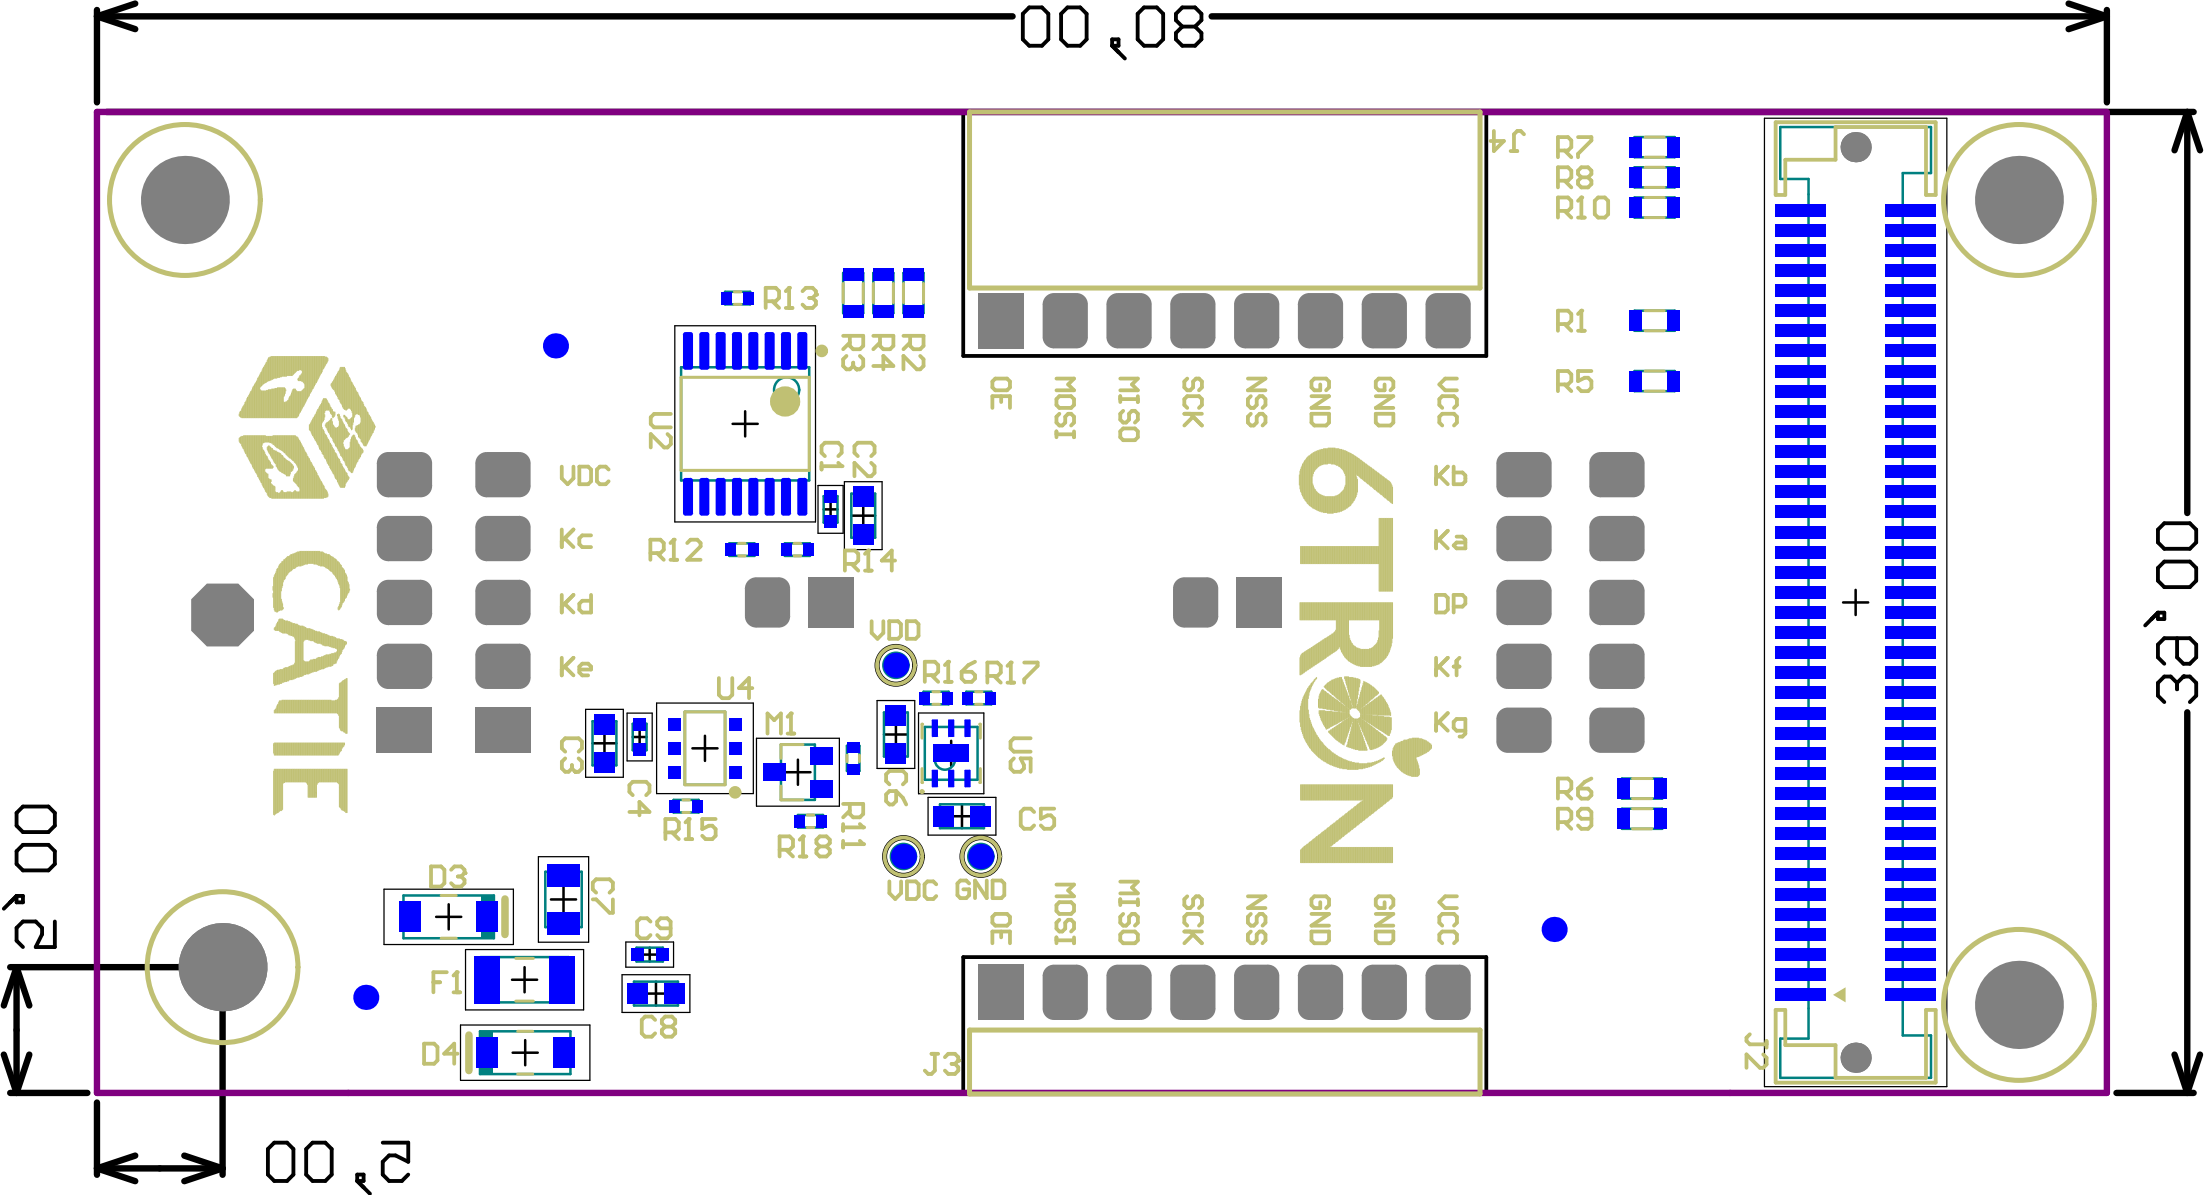 80,00
J4
R7
R8
R10
R13
R3
R4
R2
R1
R5
U2
C1
C2
OE
MOSI
MISO
SCK
NSS
GND
GND
VCC
VDC
Kc
Kd
Ke
CATIE
6TRON
Kb
Ka
DP
Kf
Kg
39,00
R12
R14
VDD
R16
R17
U4
M1
C3
C4
R15
R18
R11
C6
U5
C5
R6
R9
VDC
GND
5,00
D3
C7
C9
F1
C8
D4
OE
MOSI
MISO
SCK
NSS
GND
GND
VCC
J3
J2
5,00